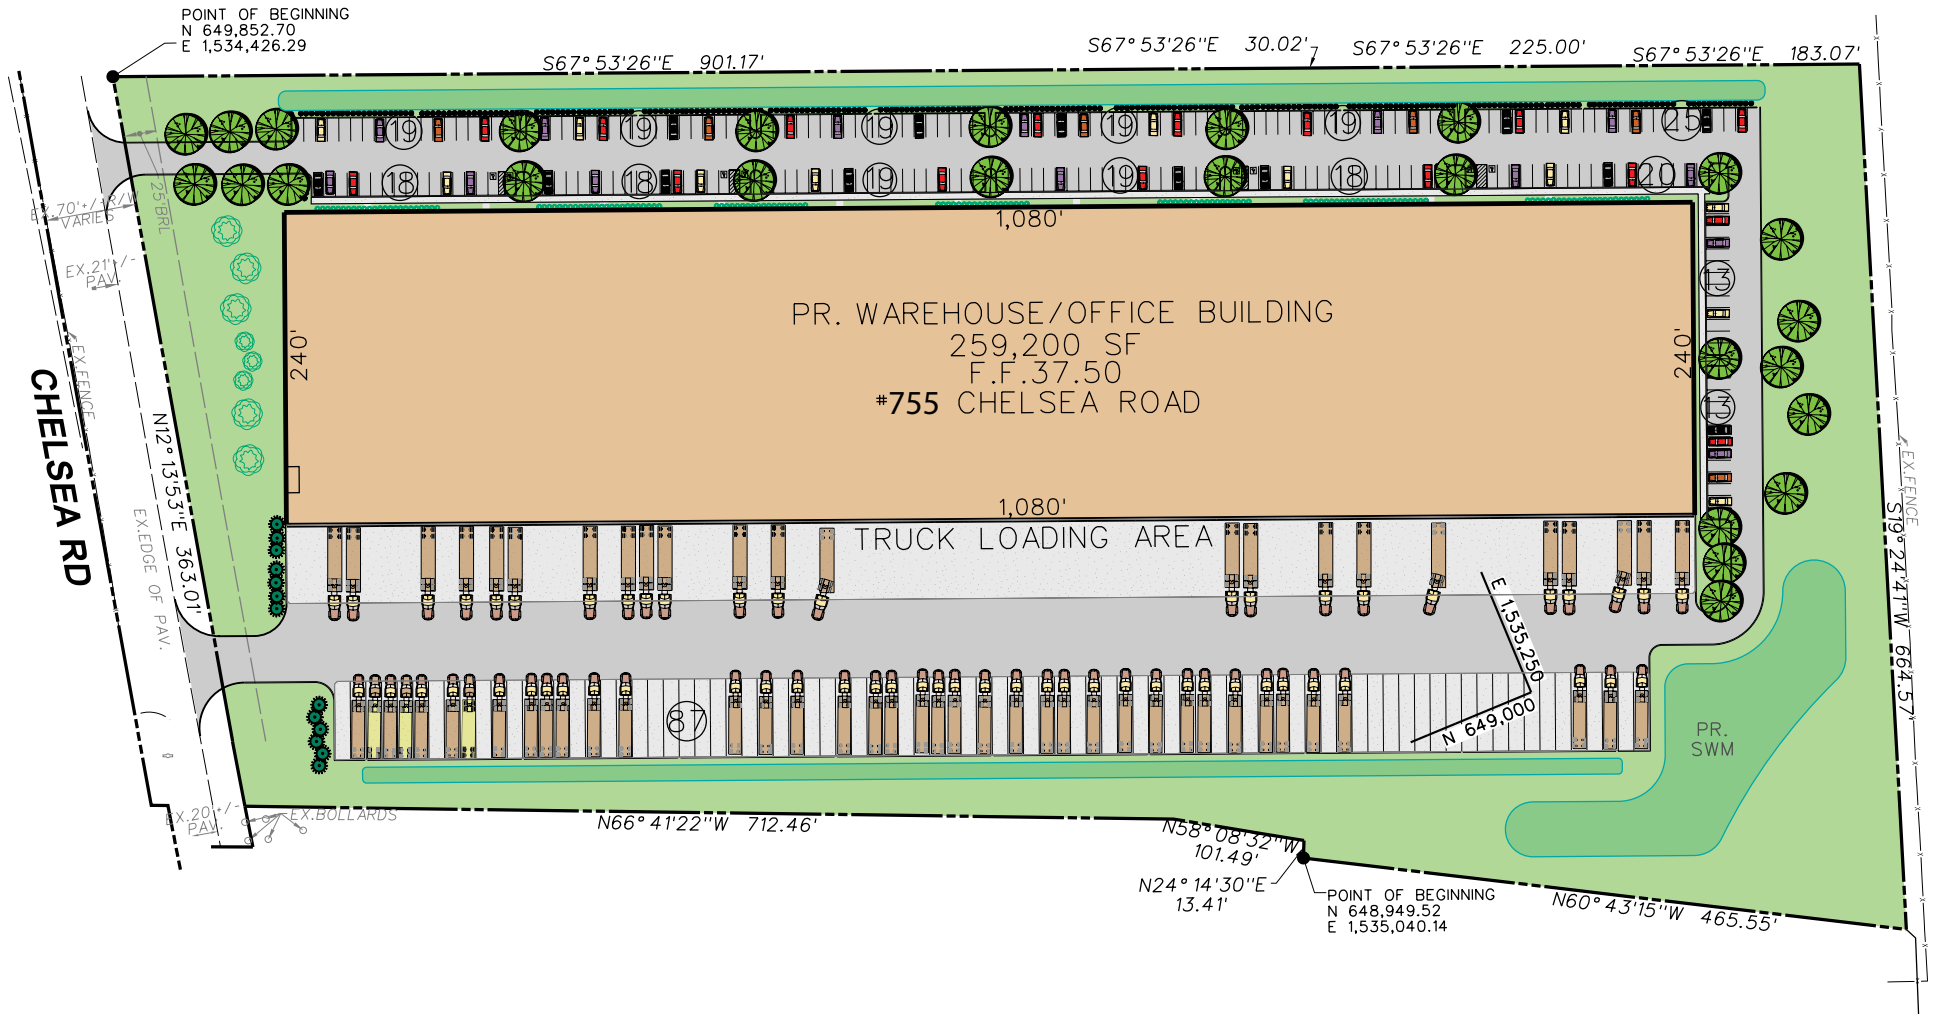 POINT OF BEGINNING
N 649,852.70
E 1,534,426.29
S67°53'26"E 901.17'
S67°53'26"E 30.02'
S67°53'26"E 225.00'
S67°53'26"E 183.07'
19
19
19
19
19
25
18
18
19
19
18
20
25'BRL
EX.70'+/-R/W
VARIES
EX.21'+/-
PAV.
EX.FENCE
CHELSEA RD
N12°13'53"E 363.01'
EX.EDGE OF PAV.
1,080'
240'
PR. WAREHOUSE/OFFICE BUILDING
259,200 SF
F.F.37.50
#755 CHELSEA ROAD
240'
1,080'
13
13
TRUCK LOADING AREA
EX.FENCE
S19°24'41"W 664.57'
E 1,535,250
N 649,000
87
PR.
SWM
EX.20'+/-
PAV.
EX.BOLLARDS
N66°41'22"W 712.46'
N58°08'32"W
101.49'
N24°14'30"E
13.41'
POINT OF BEGINNING
N 648,949.52
E 1,535,040.14
N60°43'15"W 465.55'